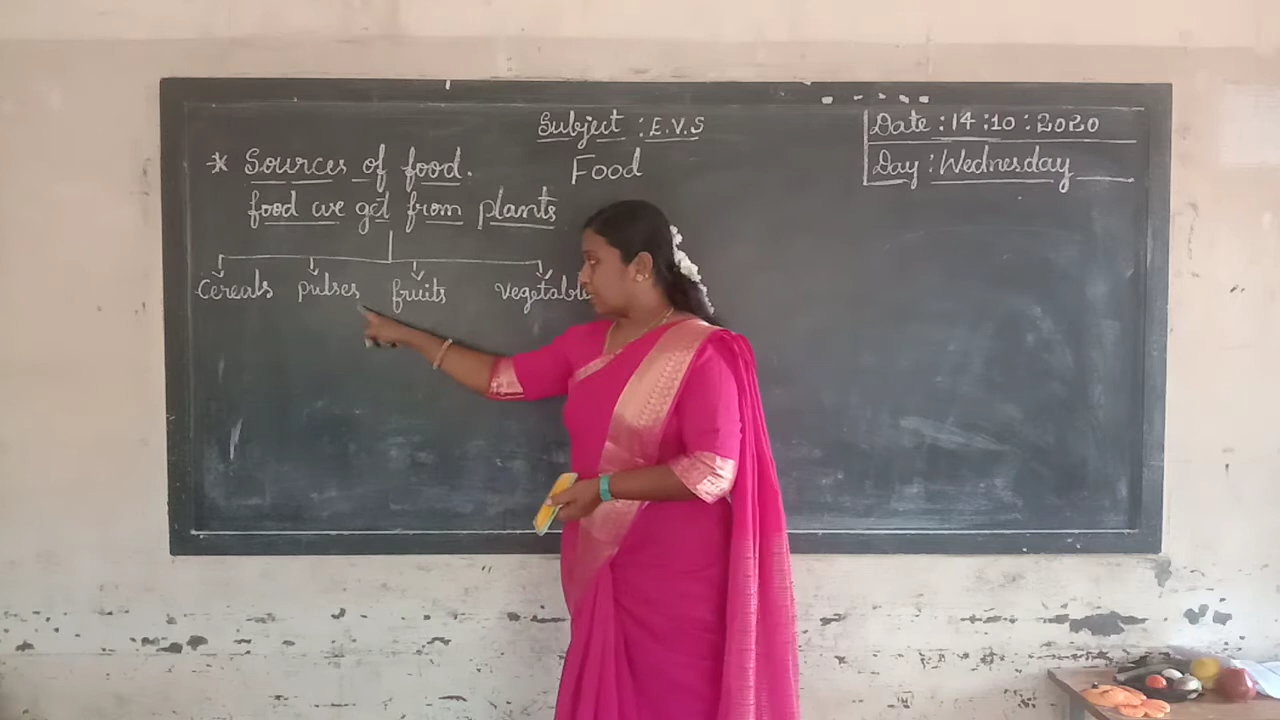 Subject : E.V.S
Food
Date : 14 : 10 : 2020
Day : Wednesday
* Sources of food.
food we get from plants
Cereals pulses fruits vegetable